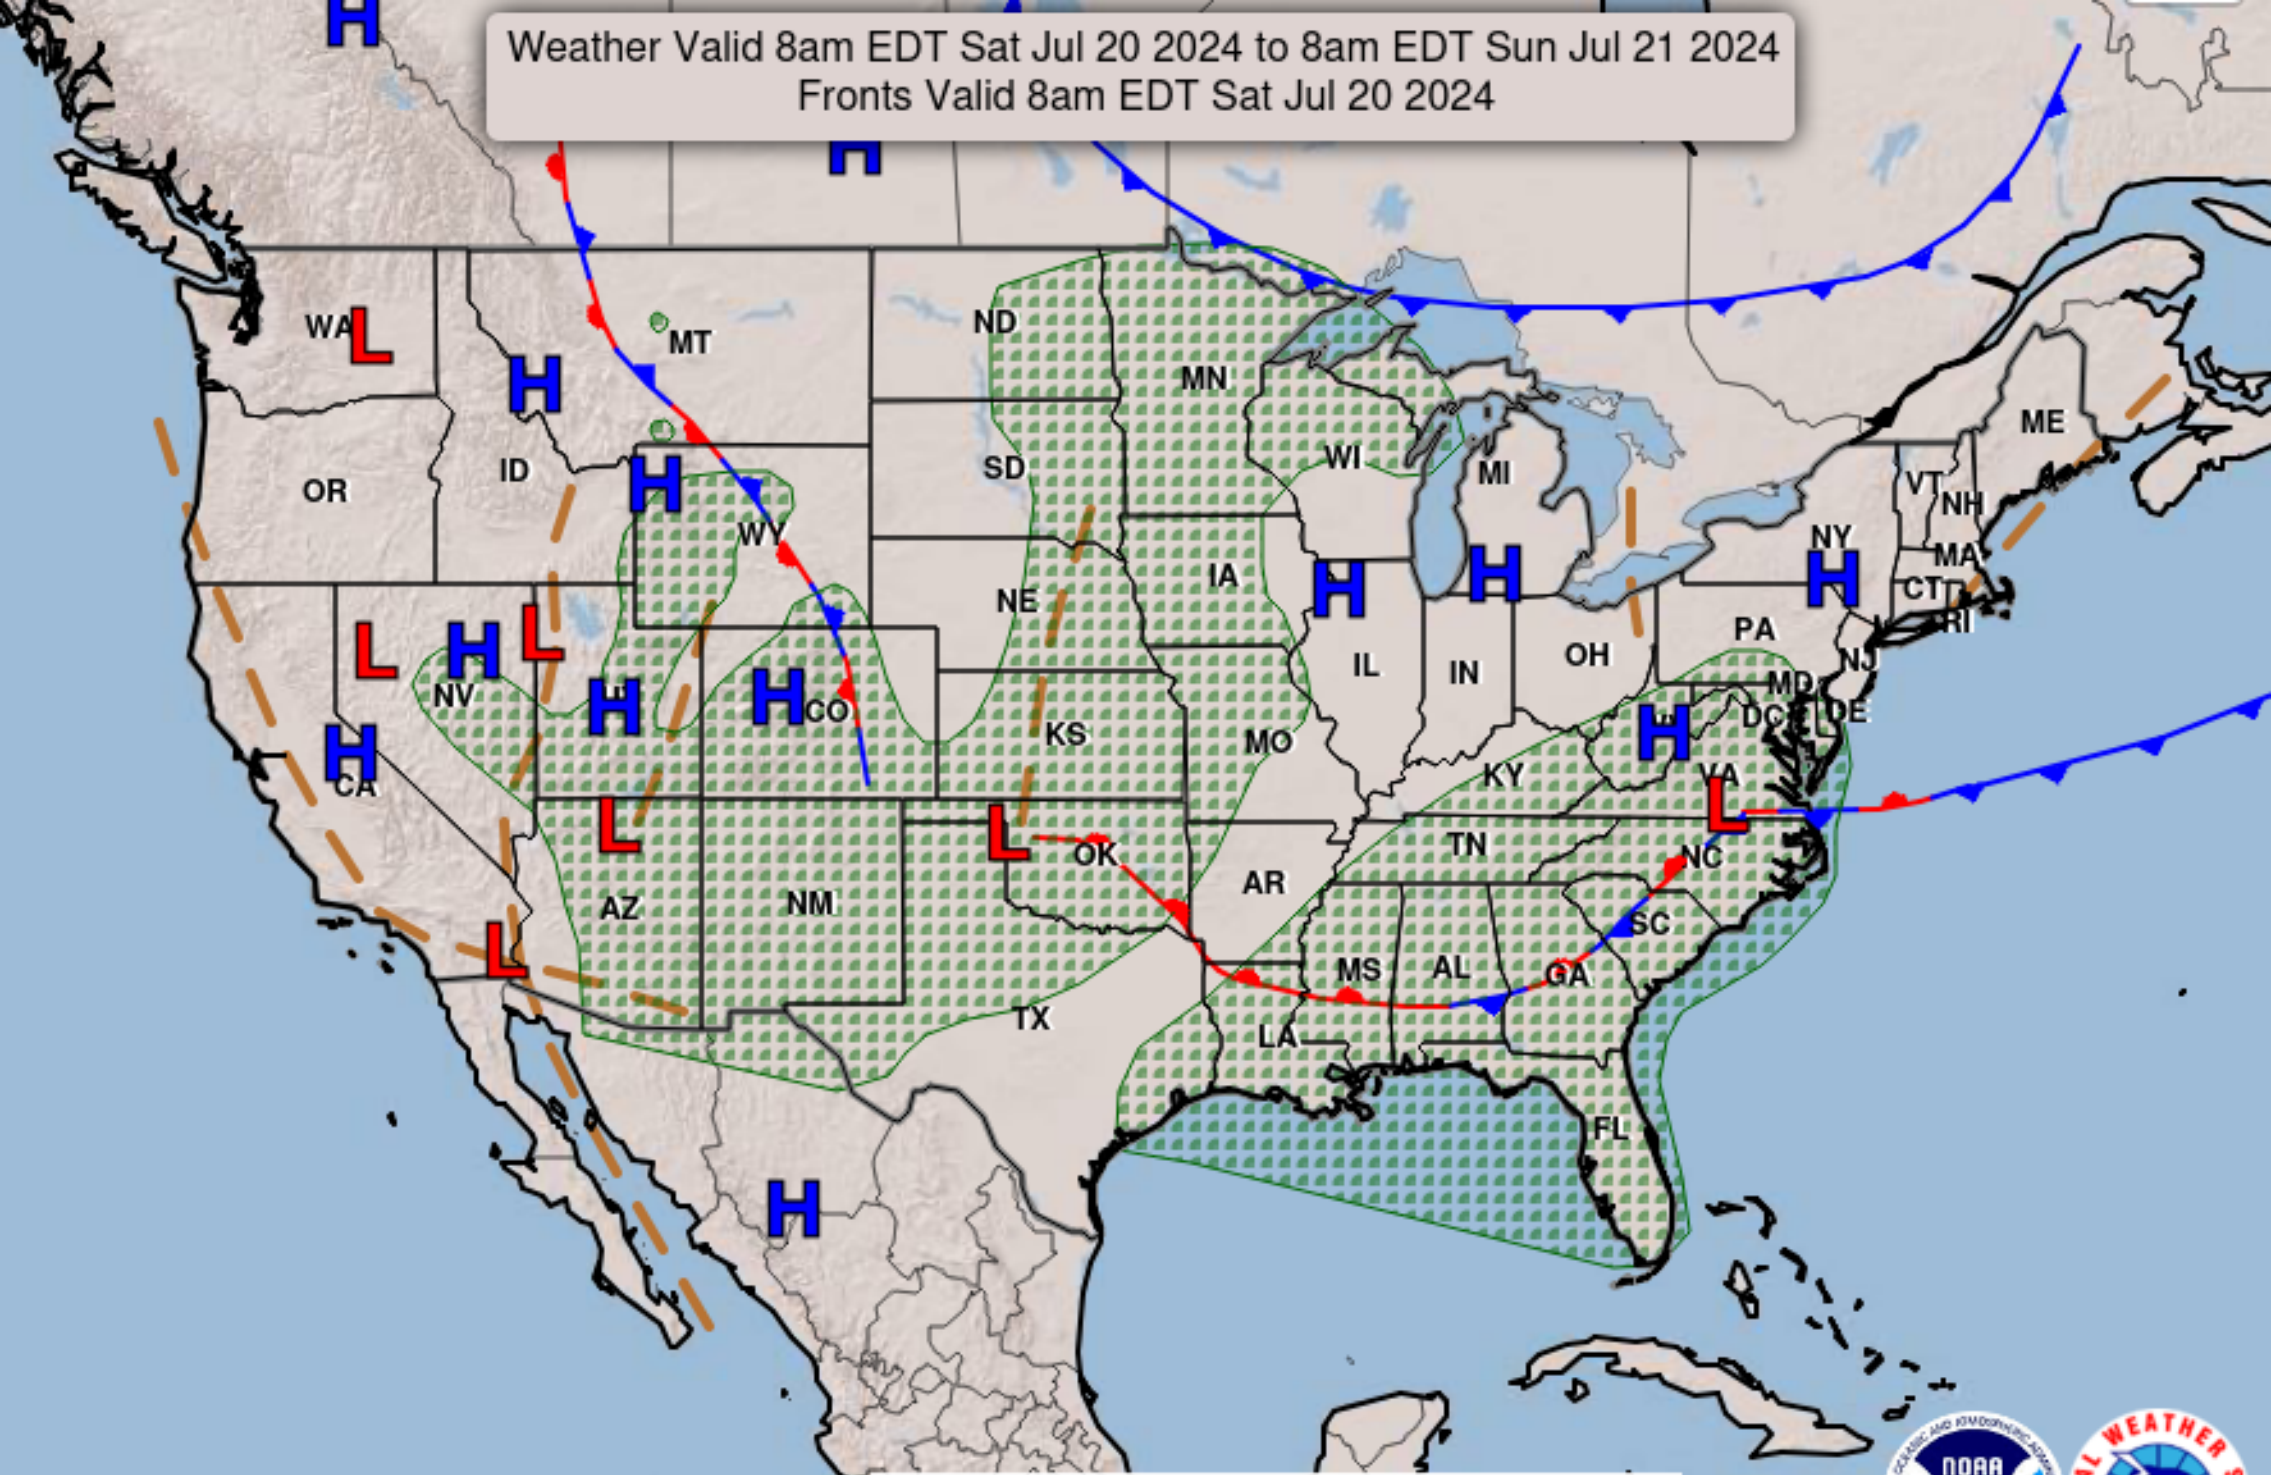 H
Weather Valid 8am EDT Sat Jul 20 2024 to 8am EDT Sun Jul 21 2024
Fronts Valid 8am EDT Sat Jul 20 2024
H
WA L
ND
MT
H
MN
ME
OR
ID
H
SD
WI
MI
VT
NH
WY
NY
MA
IA
H
H
H
CT
NE
RI
L
H
L
PA
NV
H
H
CO
IL
IN
OH
NJ
MD
DC
DE
H
KS
MO
H
CA
KY
VA
L
L
L
OK
TN
NC
AZ
NM
AR
SC
L
MS
AL
GA
TX
LA
FL
H
NOAA
WEATHER